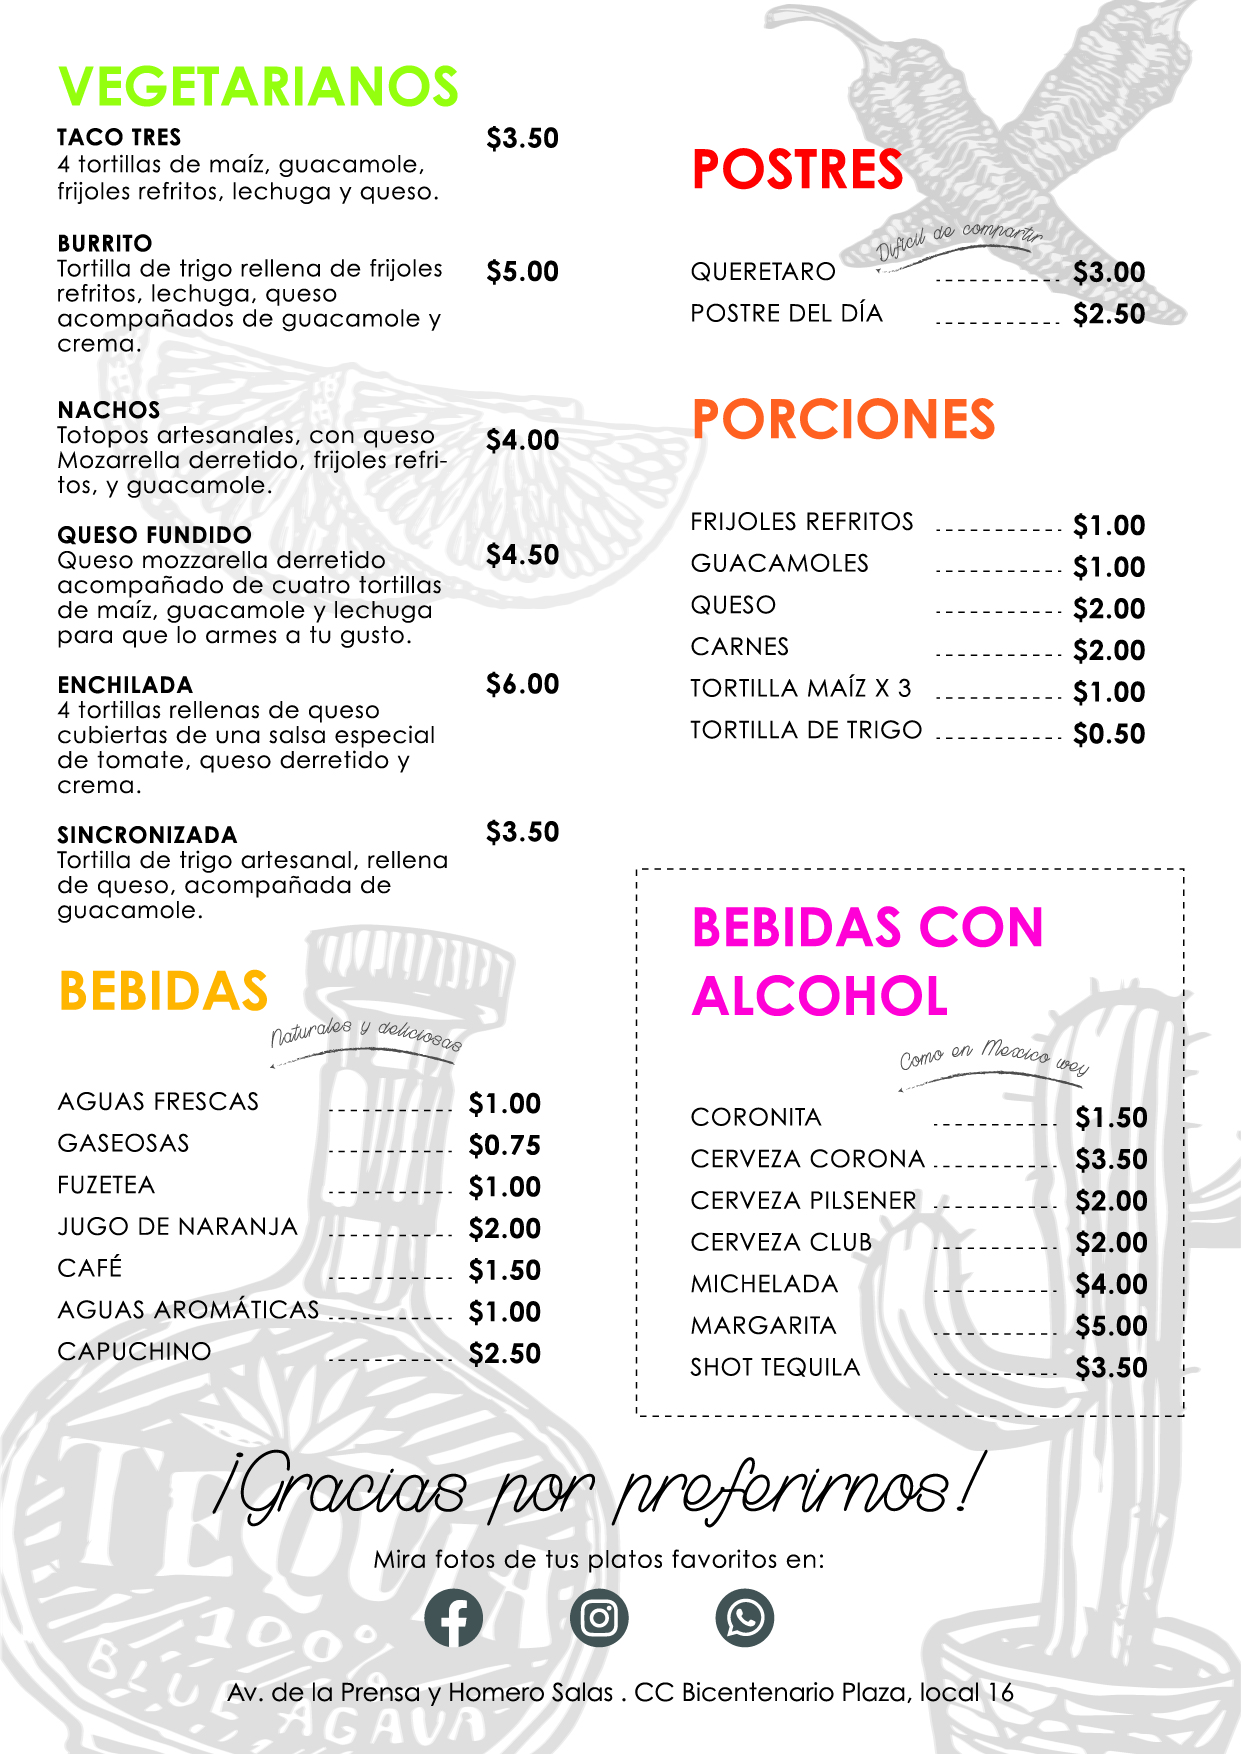 VEGETARIANOS
TACO TRES $3.50
4 tortillas de maíz, guacamole,
frijoles refritos, lechuga y queso.
BURRITO
Tortilla de trigo rellena de frijoles $5.00
refritos, lechuga, queso
acompañados de guacamole y
crema.
NACHOS
Totopos artesanales, con queso $4.00
Mozarrella derretido, frijoles refri-
tos, y guacamole.
QUESO FUNDIDO
Queso mozzarella derretido $4.50
acompañado de cuatro tortillas
de maíz, guacamole y lechuga
para que lo armes a tu gusto.
ENCHILADA $6.00
4 tortillas rellenas de queso
cubiertas de una salsa especial
de tomate, queso derretido y
crema.
SINCRONIZADA $3.50
Tortilla de trigo artesanal, rellena
de queso, acompañada de
guacamole.
BEBIDAS
Naturales y deliciosas
AGUAS FRESCAS $1.00
GASEOSAS $0.75
FUZETEA $1.00
JUGO DE NARANJA $2.00
CAFÉ $1.50
AGUAS AROMÁTICAS $1.00
CAPUCHINO $2.50
POSTRES
Dificil de compartir
QUERETARO $3.00
POSTRE DEL DÍA $2.50
PORCIONES
FRIJOLES REFRITOS $1.00
GUACAMOLES $1.00
QUESO $2.00
CARNES $2.00
TORTILLA MAÍZ X 3 $1.00
TORTILLA DE TRIGO $0.50
BEBIDAS CON
ALCOHOL
Como en Mexico wey
CORONITA $1.50
CERVEZA CORONA $3.50
CERVEZA PILSENER $2.00
CERVEZA CLUB $2.00
MICHELADA $4.00
MARGARITA $5.00
SHOT TEQUILA $3.50
¡Gracias por preferirnos!
Mira fotos de tus platos favoritos en:
Av. de la Prensa y Homero Salas . CC Bicentenario Plaza, local 16
100%
BLUE
AGAVA